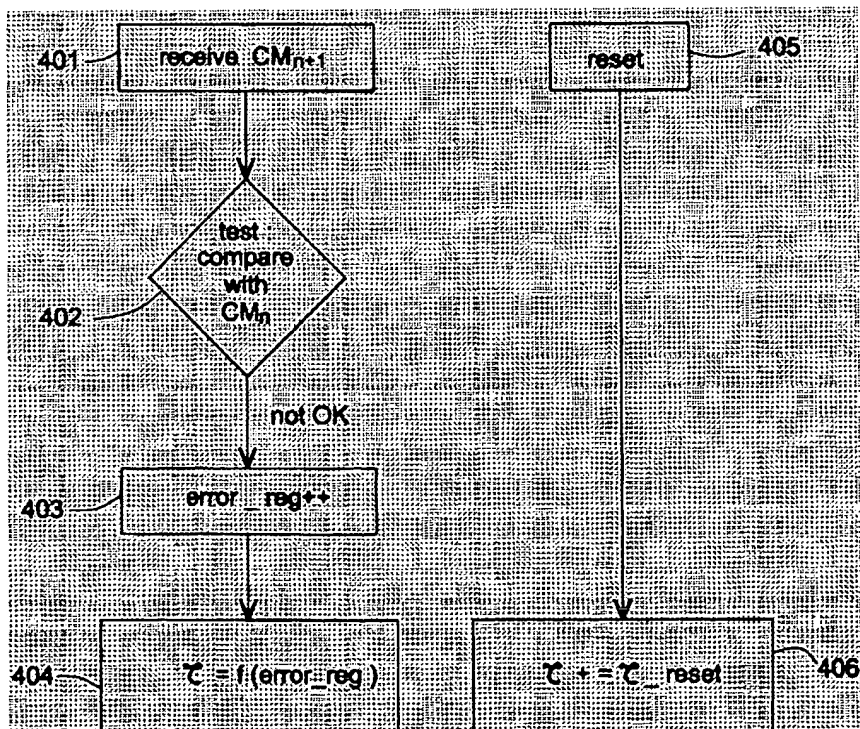 401
receive CMn+1
reset
405
test
compare
with
CMn
402
not OK
403
error_reg++
404
τ = f(error_reg)
τ += τ_reset
406